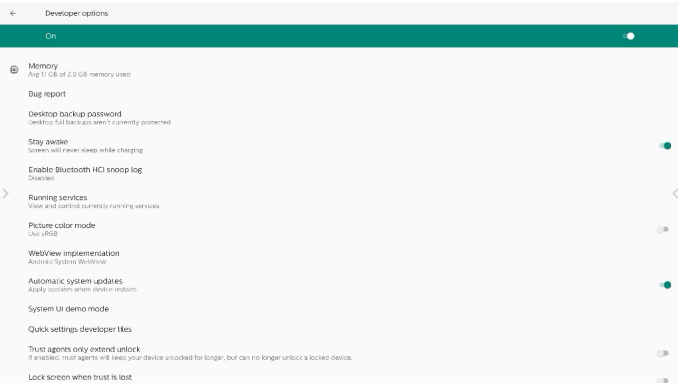 Developer options
On
Memory
Avg 1.1 GB of 2.9 GB memory used
Bug report
Desktop backup password
Desktop full backups aren't currently protected
Stay awake
Screen will never sleep while charging
Enable Bluetooth HCI snoop log
Disabled
Running services
View and control currently running services
Picture color mode
Use sRGB
WebView implementation
Android System WebView
Automatic system updates
Apply updates when device restarts
System UI demo mode
Quick settings developer tiles
Trust agents only extend unlock
If enabled, trust agents will keep your device unlocked for longer, but can no longer unlock a locked device.
Lock screen when trust is lost